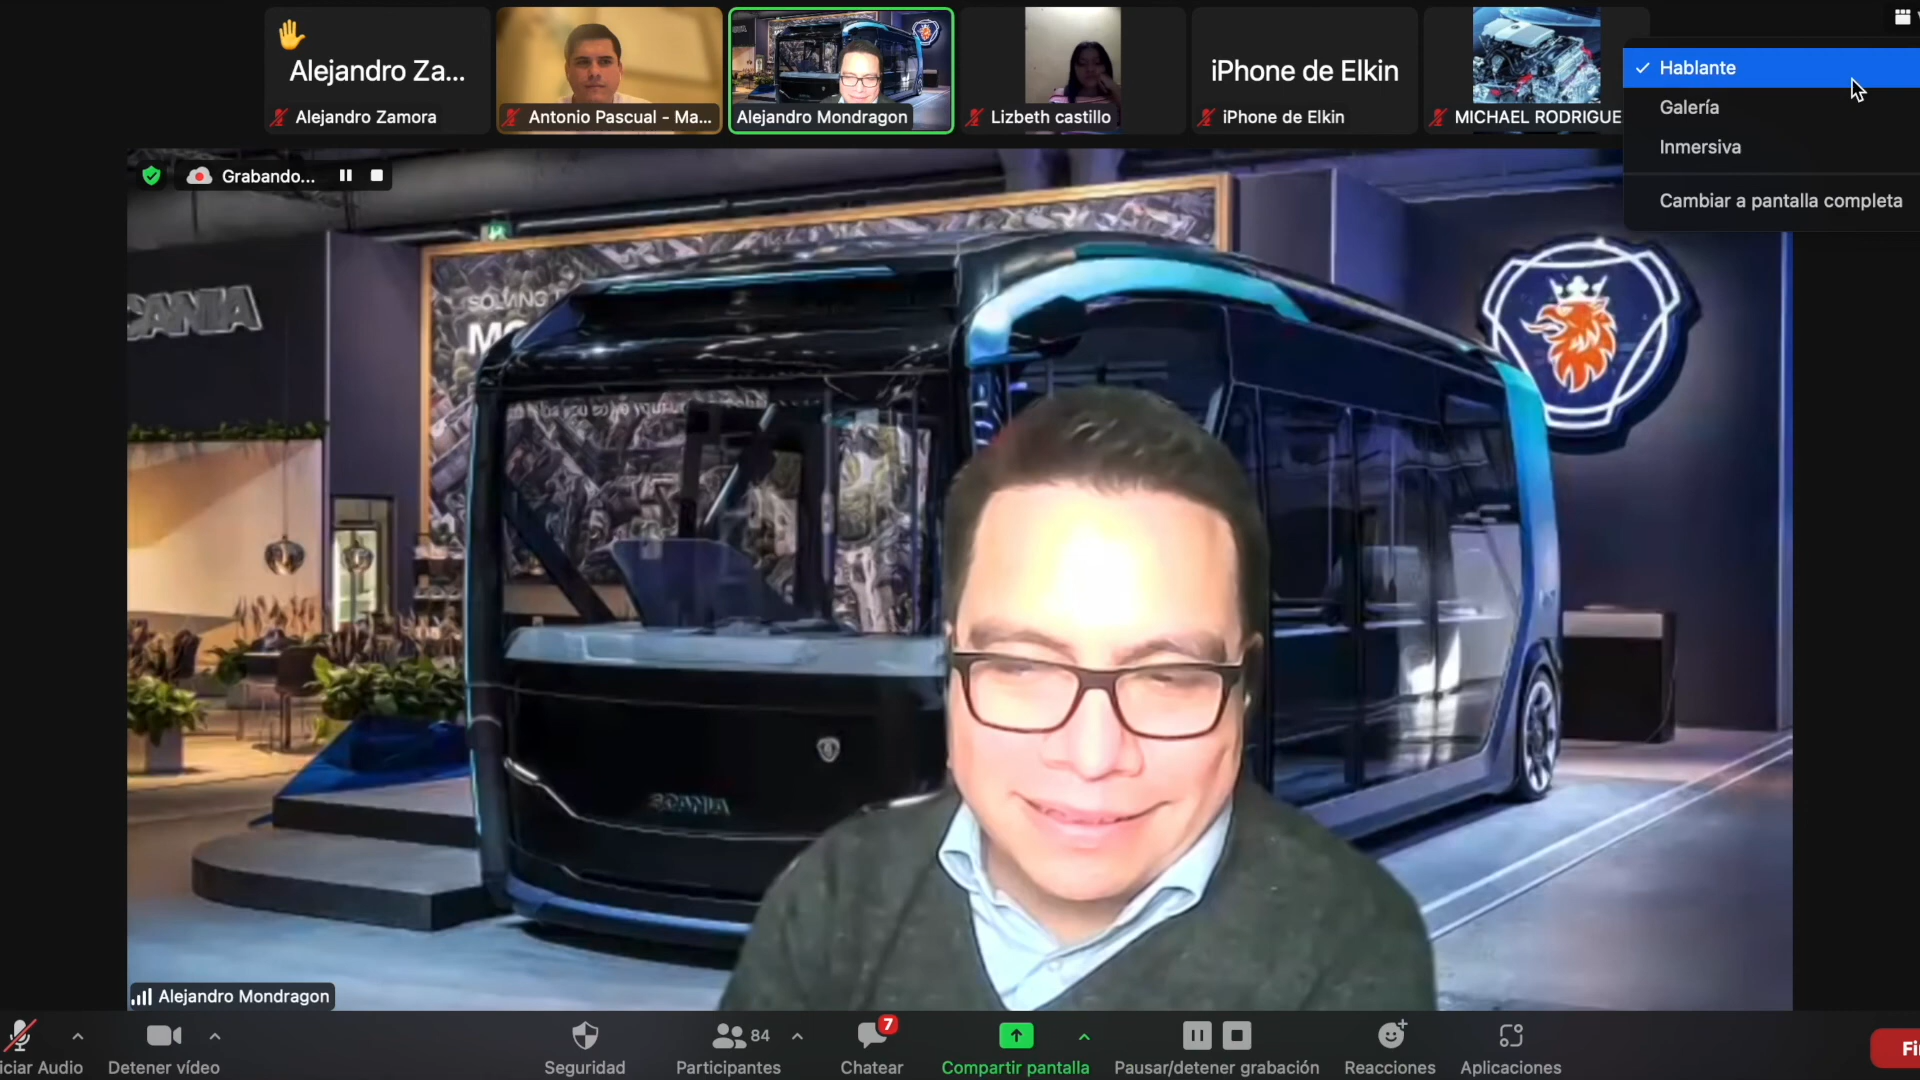 Alejandro Za...
Alejandro Zamora
Antonio Pascual - Ma...
Alejandro Mondragon
Lizbeth castillo
iPhone de Elkin
iPhone de Elkin
MICHAEL RODRIGUE
Hablante
Galería
Inmersiva
Cambiar a pantalla completa
Grabando...
SCANIA
SOLVING
SCANIA
Alejandro Mondragon
iciar Audio
Detener vídeo
Seguridad
84
Participantes
7
Chatear
Compartir pantalla
Pausar/detener grabación
Reacciones
Aplicaciones
Fi